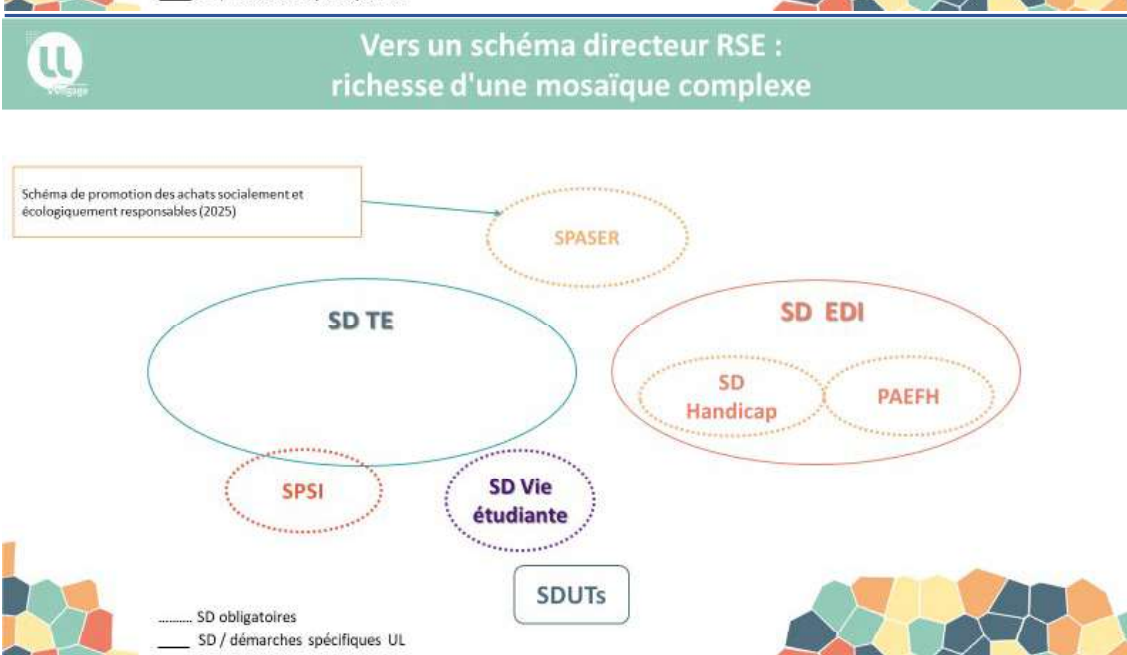 Vers un schéma directeur RSE :
richesse d'une mosaïque complexe
Schéma de promotion des achats socialement et
écologiquement responsables (2025)
SPASER
SD TE
SD EDI
SD
Handicap
PAEFH
SPSI
SD Vie
étudiante
SDUTs
.......... SD obligatoires
____ SD / démarches spécifiques UL